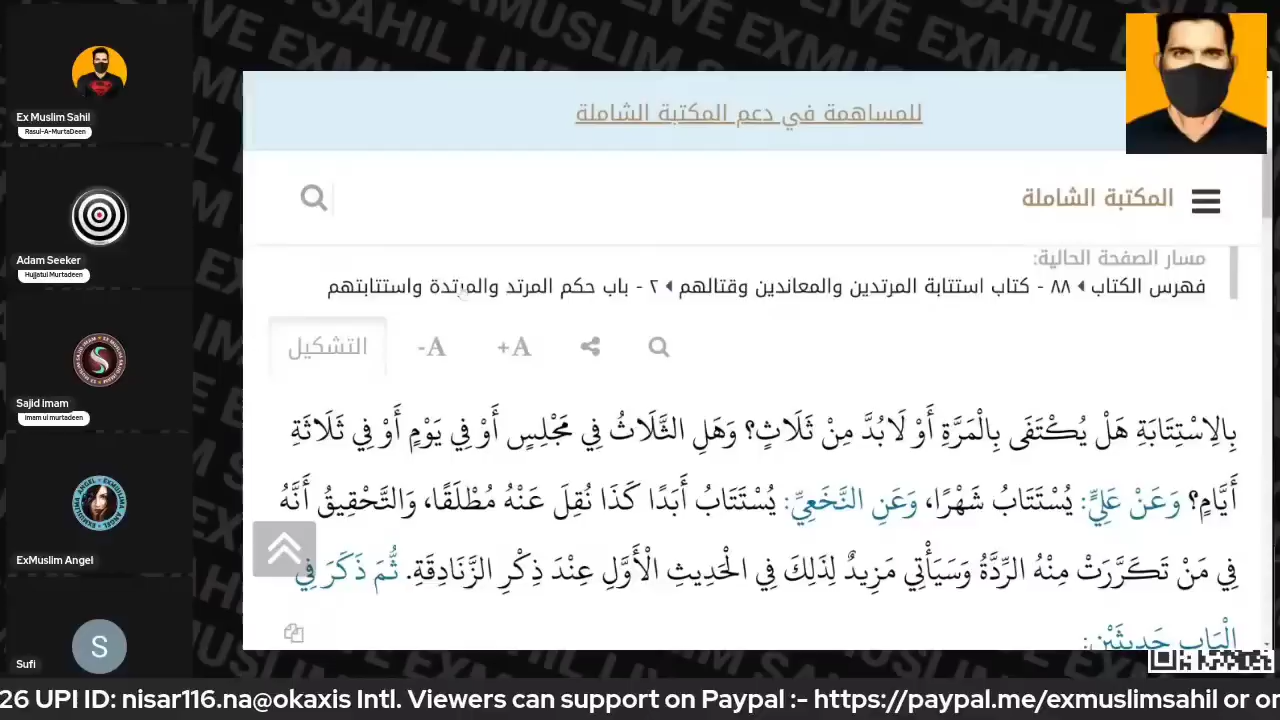 Ex Muslim Sahil
Rasul-A-MurtaDeen
Adam Seeker
Hujjatul Murtadeen
Sajid imam
Imam ul murtadeen
ExMuslim Angel
S
Sufi
للمساهمة في دعم المكتبة الشاملة
المكتبة الشاملة
مسار الصفحة الحالية:
فهرس الكتاب ٨٨ - كتاب استتابة المرتدين والمعاندين وقتالهم ٢ - باب حكم المرتد والمرتدة واستتابتهم
التشكيل
-A
+A
بِالِاسْتِتَابَةِ هَلْ يُكْتَفَى بِالْمَرَّةِ أَوْ لَابُدَّ مِنْ ثَلَاثٍ؟ وَهَلِ الثَّلَاثُ فِي مَجْلِسٍ أَوْ فِي يَوْمٍ أَوْ فِي ثَلَاثَةِ
أَيَّامٍ؟ وَعَنْ عَلِيٍّ: يُسْتَتَابُ شَهْرًا، وَعَنِ النَّخَعِيِّ: يُسْتَتَابُ أَبَدًا كَذَا نُقِلَ عَنْهُ مُطْلَقًا، وَالتَّحْقِيقُ أَنَّهُ
فِي مَنْ تَكَرَّرَتْ مِنْهُ الرِّدَّةُ وَسَيَأْتِي مَزِيدٌ لِذَلِكَ فِي الْحَدِيثِ الْأَوَّلِ عِنْدَ ذِكْرِ الزَّنَادِقَةِ. ثُمَّ ذَكَرَ فِي
الْبَابِ حَدِيثَيْنِ:
26 UPI ID: nisar116.na@okaxis Intl. Viewers can support on Paypal :- https://paypal.me/exmuslimsahil or or